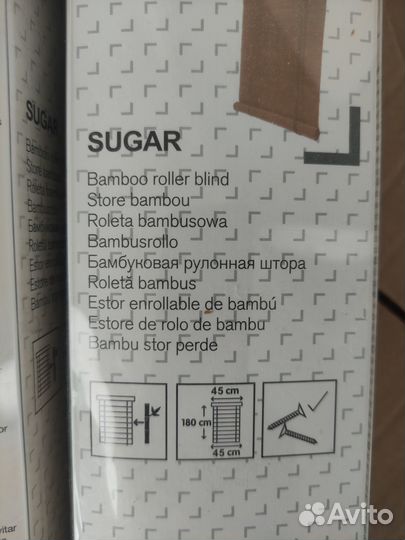 SUGAR
Bamboo roller blind
Store bambou
Roleta bambusowa
Bambusrollo
Бамбуковая рулонная штора
Roletă bambus
Estor enrollable de bambú
Estore de rolo de bambu
Bambu stor perde
45 cm
180 cm
45 cm
SUGAR
Avito